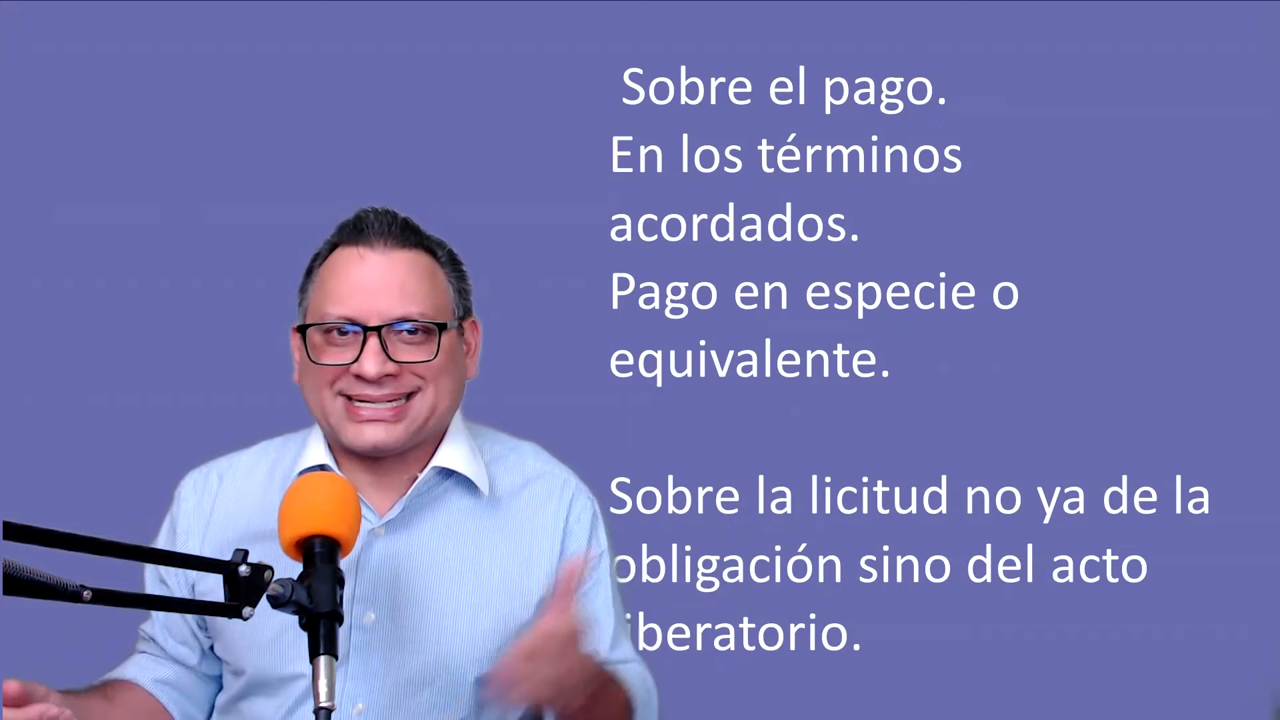 Sobre el pago.
En los términos
acordados.
Pago en especie o
equivalente.
Sobre la licitud no ya de la
obligación sino del acto
liberatorio.